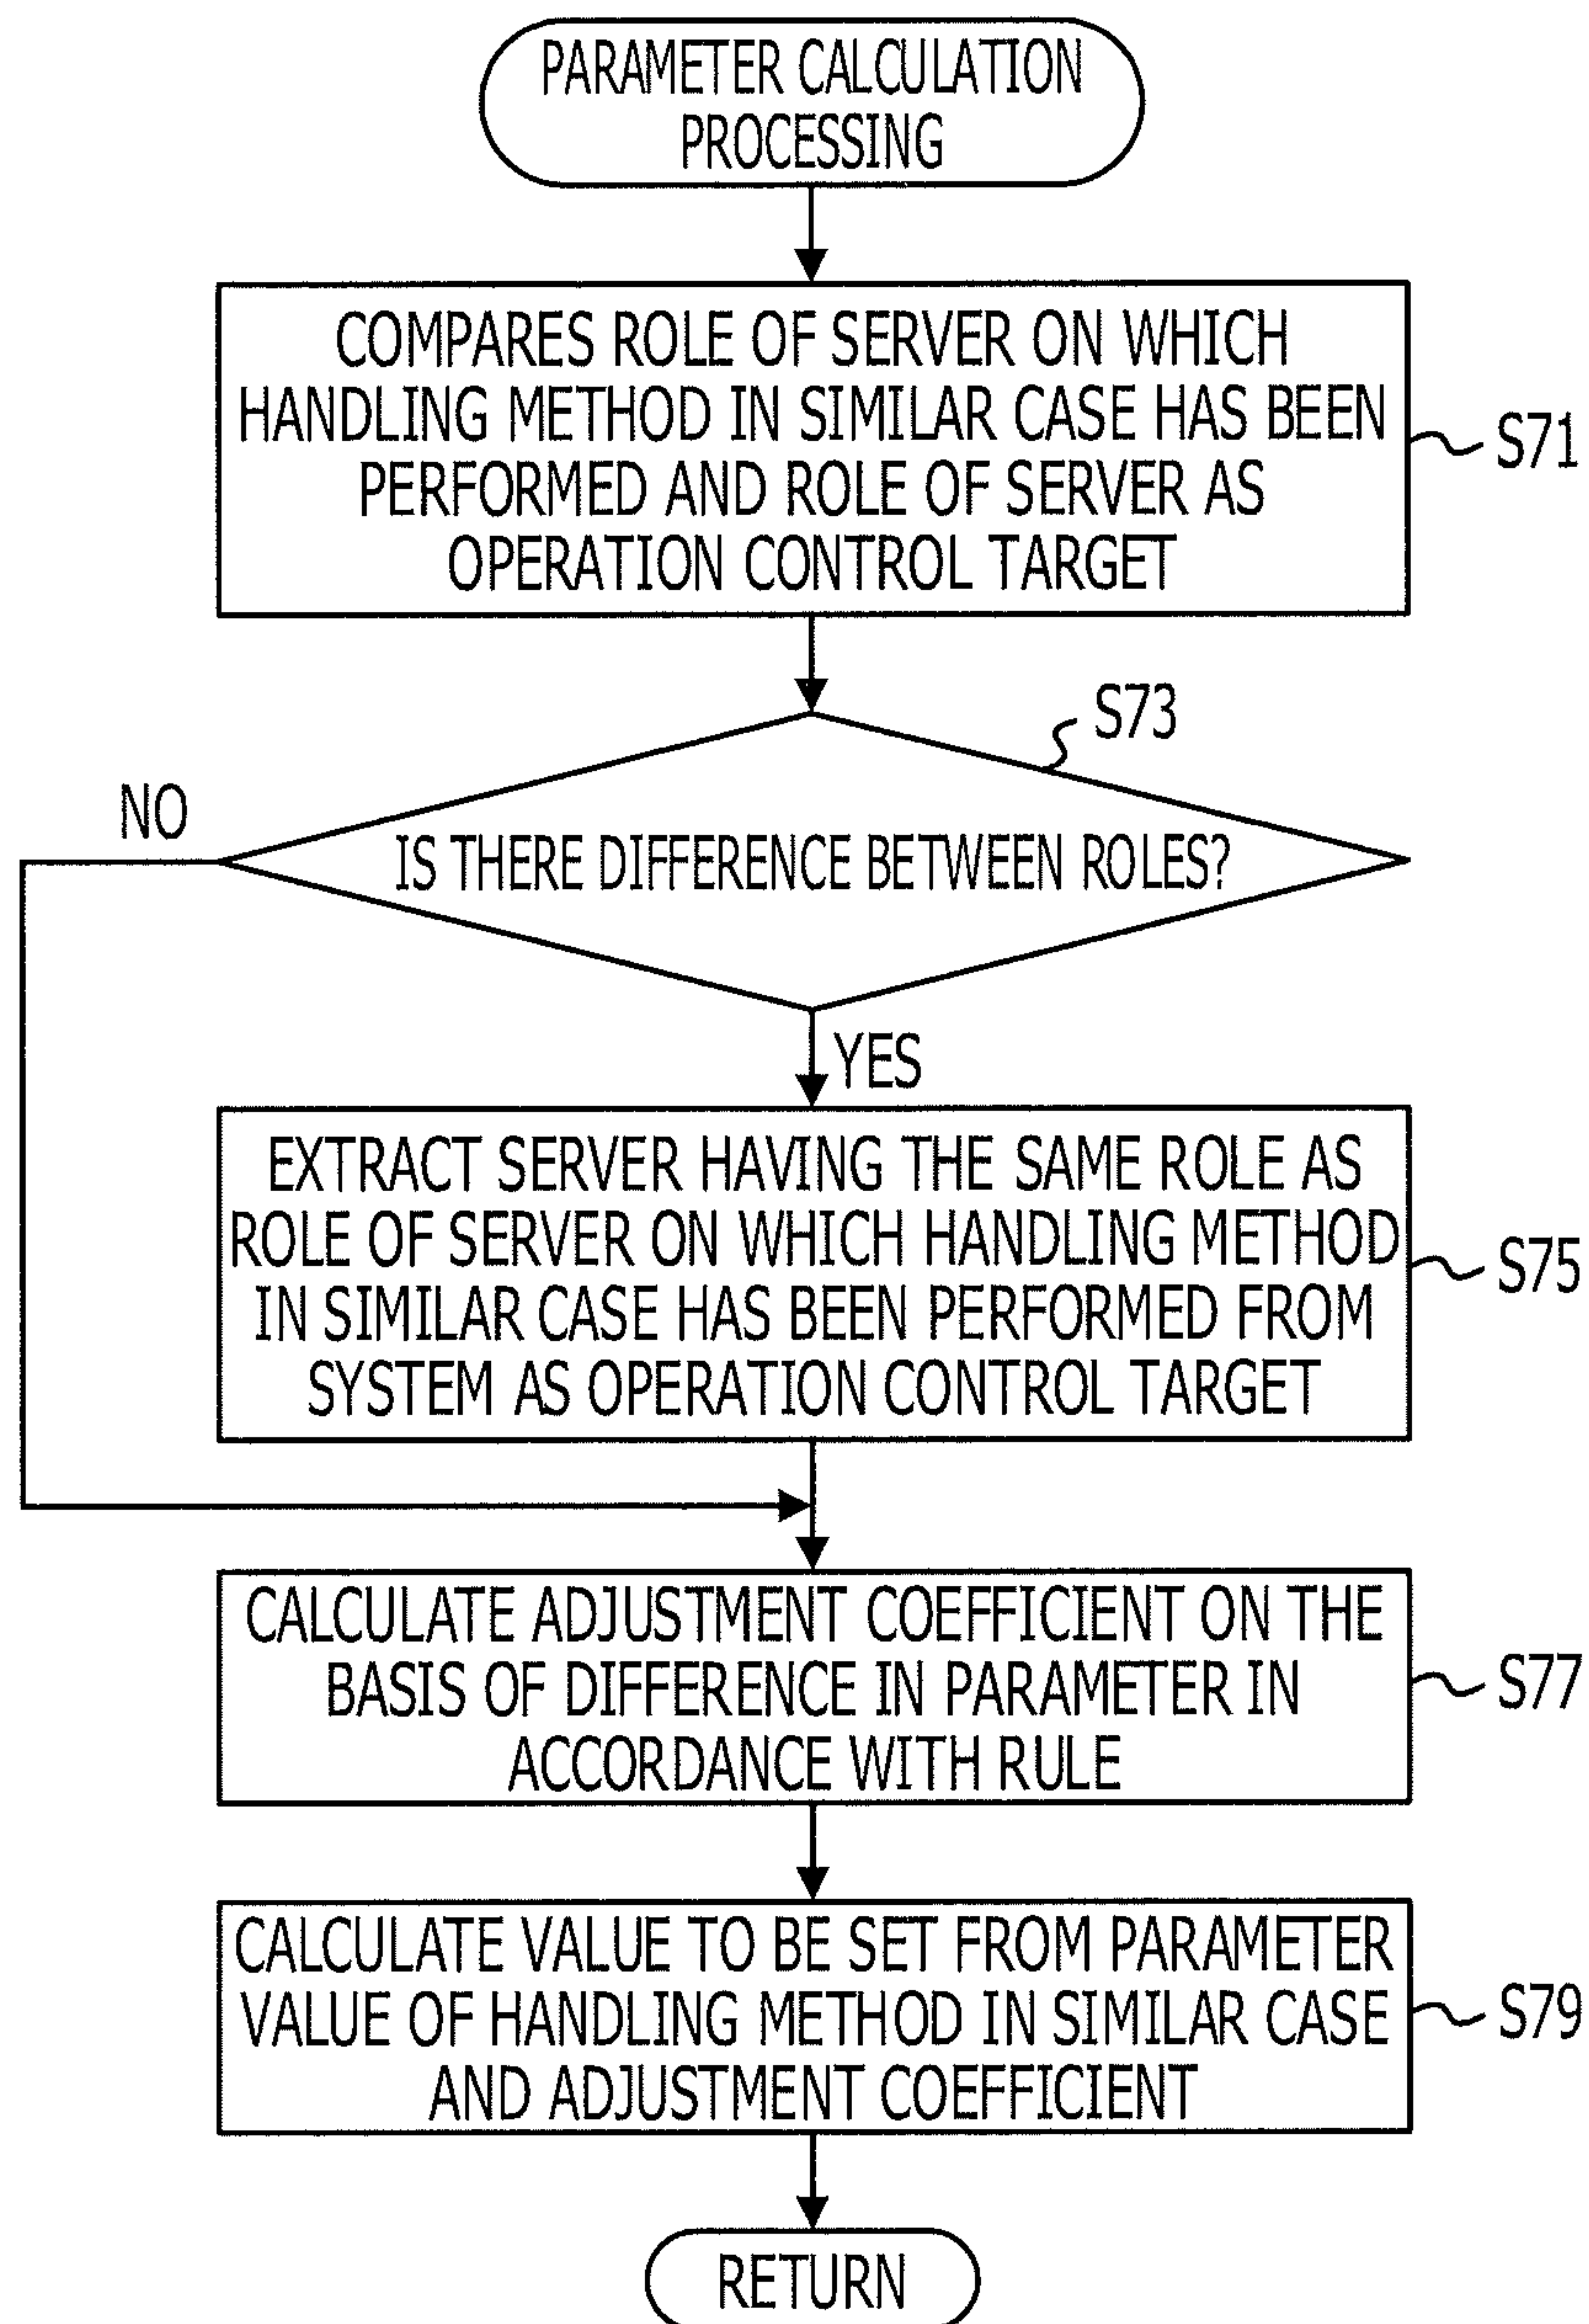 PARAMETER CALCULATION
PROCESSING
COMPARES ROLE OF SERVER ON WHICH
HANDLING METHOD IN SIMILAR CASE HAS BEEN
PERFORMED AND ROLE OF SERVER AS
OPERATION CONTROL TARGET
S71
S73
NO
IS THERE DIFFERENCE BETWEEN ROLES?
YES
EXTRACT SERVER HAVING THE SAME ROLE AS
ROLE OF SERVER ON WHICH HANDLING METHOD
IN SIMILAR CASE HAS BEEN PERFORMED FROM
SYSTEM AS OPERATION CONTROL TARGET
S75
CALCULATE ADJUSTMENT COEFFICIENT ON THE
BASIS OF DIFFERENCE IN PARAMETER IN
ACCORDANCE WITH RULE
S77
CALCULATE VALUE TO BE SET FROM PARAMETER
VALUE OF HANDLING METHOD IN SIMILAR CASE
AND ADJUSTMENT COEFFICIENT
S79
RETURN